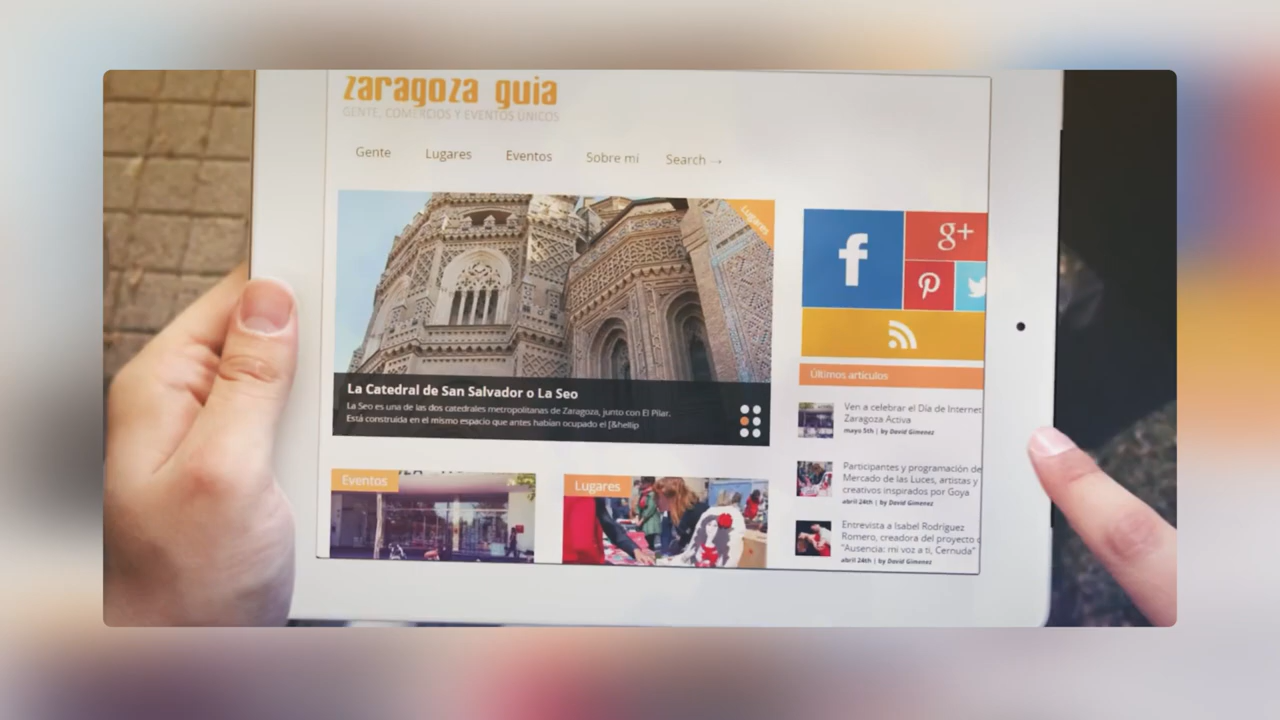 zaragoza guia
GENTE, COMERCIOS Y EVENTOS ÚNICOS
Gente
Lugares
Eventos
Sobre mi
Search →
Lugares
La Catedral de San Salvador o La Seo
La Seo es una de las dos catedrales metropolitanas de Zaragoza, junto con El Pilar.
Está construida en el mismo espacio que antes habían ocupado el [&hellip
Eventos
Lugares
f
g+
Últimos artículos
Ven a celebrar el Día de Internet
Zaragoza Activa
mayo 5th | by David Gimenez
Participantes y programación de
Mercado de las Luces, artistas y
creativos inspirados por Goya
abril 24th | by David Gimenez
Entrevista a Isabel Rodríguez
Romero, creadora del proyecto
"Ausencia: mi voz a ti, Cernuda"
abril 24th | by David Gimenez